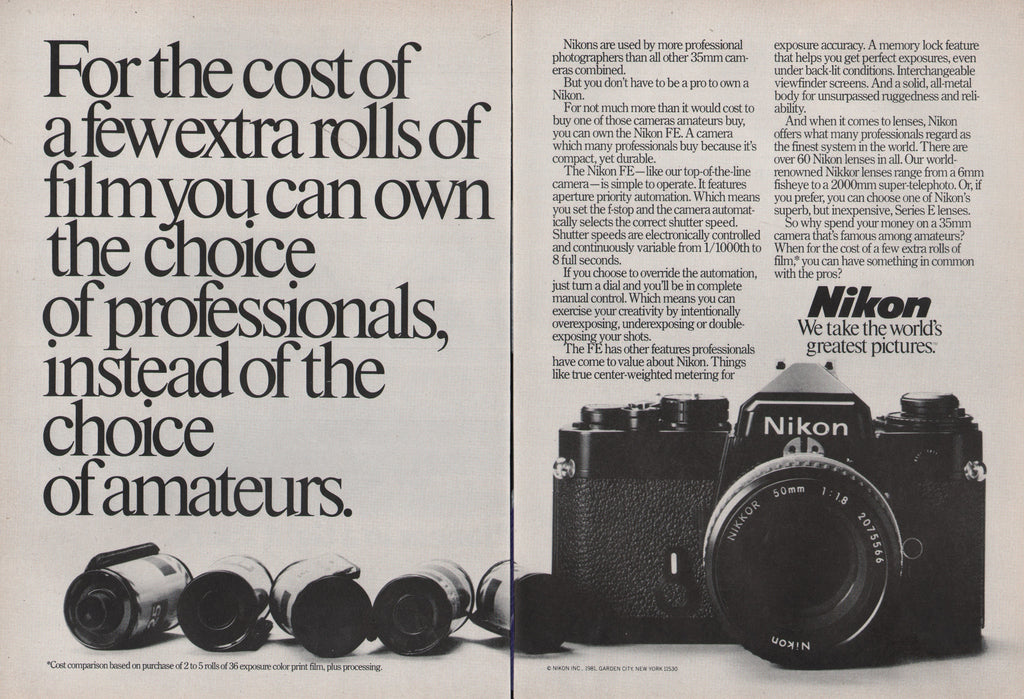 For the cost of
a few extra rolls of
film you can own
the choice
of professionals,
instead of the
choice
of amateurs.
*Cost comparison based on purchase of 2 to 5 rolls of 36 exposure color print film, plus processing.
Nikons are used by more professional
photographers than all other 35mm cam-
eras combined.
But you don't have to be a pro to own a
Nikon.
For not much more than it would cost to
buy one of those cameras amateurs buy,
you can own the Nikon FE. A camera
which many professionals buy because it's
compact, yet durable.
The Nikon FE—like our top-of-the-line
camera—is simple to operate. It features
aperture priority automation. Which means
you set the f-stop and the camera automat-
ically selects the correct shutter speed.
Shutter speeds are electronically controlled
and continuously variable from 1/1000th to
8 full seconds.
If you choose to override the automation,
just turn a dial and you'll be in complete
manual control. Which means you can
exercise your creativity by intentionally
overexposing, underexposing or double-
exposing your shots.
The FE has other features professionals
have come to value about Nikon. Things
like true center-weighted metering for
exposure accuracy. A memory lock feature
that helps you get perfect exposures, even
under back-lit conditions. Interchangeable
viewfinder screens. And a solid, all-metal
body for unsurpassed ruggedness and reli-
ability.
And when it comes to lenses, Nikon
offers what many professionals regard as
the finest system in the world. There are
over 60 Nikon lenses in all. Our world-
renowned Nikkor lenses range from a 6mm
fisheye to a 2000mm super-telephoto. Or, if
you prefer, you can choose one of Nikon's
superb, but inexpensive, Series E lenses.
So why spend your money on a 35mm
camera that's famous among amateurs?
When for the cost of a few extra rolls of
film,* you can have something in common
with the pros?
Nikon
We take the world's
greatest pictures.
Nikon
NIKKOR 50mm 1:1.8 2075566
Nikon
© NIKON INC., 1981, GARDEN CITY, NEW YORK 11530